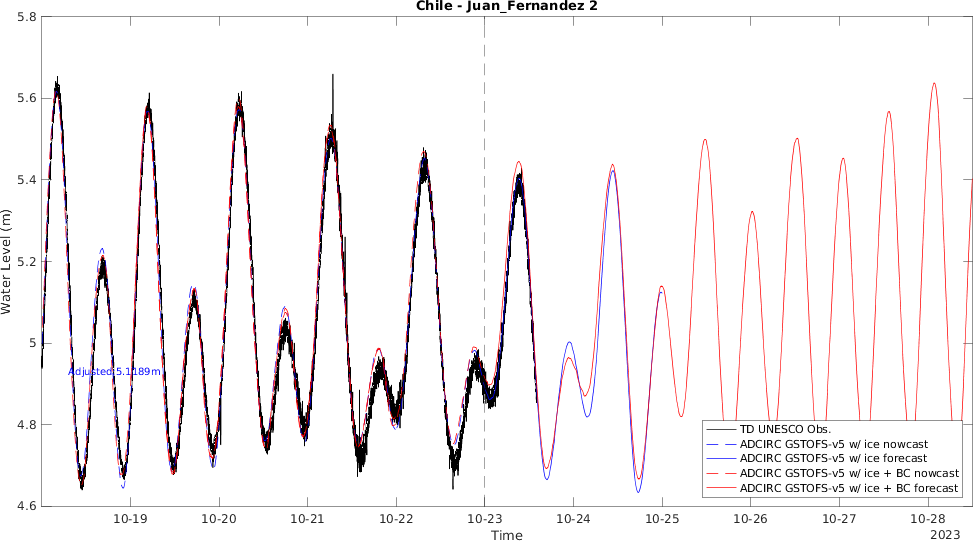 Chile - Juan_Fernandez 2
5.8
5.6
5.4
5.2
5
4.8
4.6
Water Level (m)
Adjusted:5.1189m
TD UNESCO Obs.
ADCIRC GSTOFS-v5 w/ ice nowcast
ADCIRC GSTOFS-v5 w/ ice forecast
ADCIRC GSTOFS-v5 w/ ice + BC nowcast
ADCIRC GSTOFS-v5 w/ ice + BC forecast
10-19 10-20 10-21 10-22 10-23 10-24 10-25 10-26 10-27 10-28
2023
Time